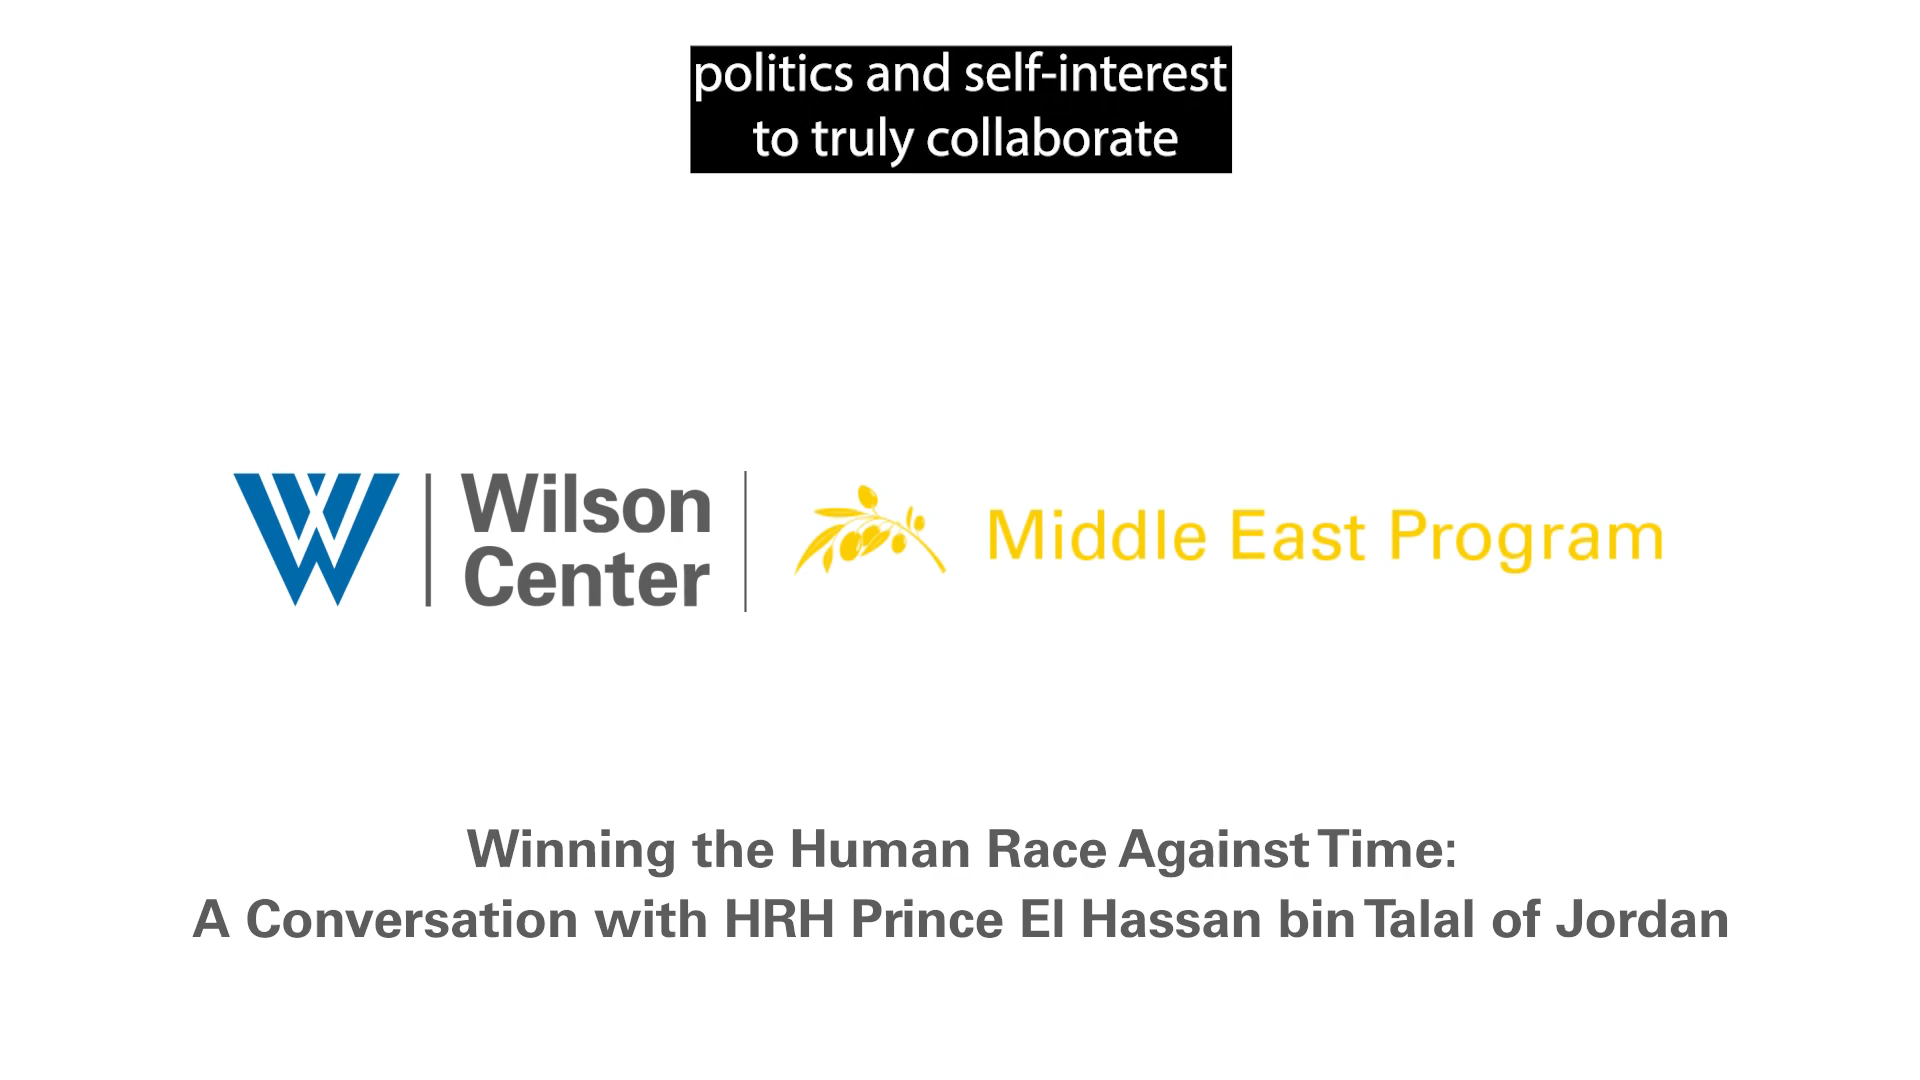 politics and self-interest
to truly collaborate
Wilson
Center
Middle East Program
Winning the Human Race Against Time:
A Conversation with HRH Prince El Hassan bin Talal of Jordan